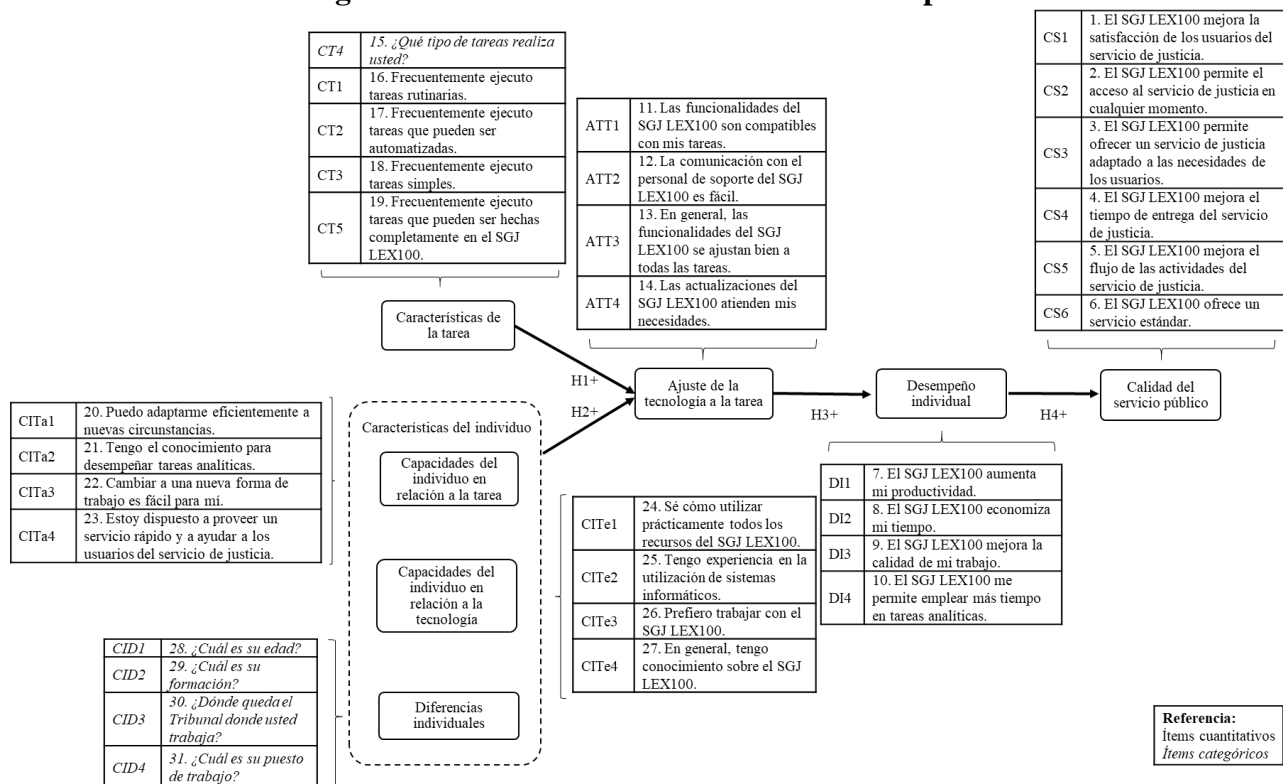 CT4
15. ¿Qué tipo de tareas realiza
usted?
CT1
16. Frecuentemente ejecuto
tareas rutinarias.
CT2
17. Frecuentemente ejecuto
tareas que pueden ser
automatizadas.
CT3
18. Frecuentemente ejecuto
tareas simples.
CT5
19. Frecuentemente ejecuto
tareas que pueden ser hechas
completamente en el SGJ
LEX100.
ATT1
11. Las funcionalidades del
SGJ LEX100 son compatibles
con mis tareas.
ATT2
12. La comunicación con el
personal de soporte del SGJ
LEX100 es fácil.
ATT3
13. En general, las
funcionalidades del SGJ
LEX100 se ajustan bien a
todas las tareas.
ATT4
14. Las actualizaciones del
SGJ LEX100 atienden mis
necesidades.
CS1
1. El SGJ LEX100 mejora la
satisfacción de los usuarios del
servicio de justicia.
CS2
2. El SGJ LEX100 permite el
acceso al servicio de justicia en
cualquier momento.
CS3
3. El SGJ LEX100 permite
ofrecer un servicio de justicia
adaptado a las necesidades de
los usuarios.
CS4
4. El SGJ LEX100 mejora el
tiempo de entrega del servicio
de justicia.
CS5
5. El SGJ LEX100 mejora el
flujo de las actividades del
servicio de justicia.
CS6
6. El SGJ LEX100 ofrece un
servicio estándar.
Características de
la tarea
H1+
H2+
Ajuste de la
tecnología a la tarea
H3+
Desempeño
individual
H4+
Calidad del
servicio público
CITa1
20. Puedo adaptarme eficientemente a
nuevas circunstancias.
CITa2
21. Tengo el conocimiento para
desempeñar tareas analíticas.
CITa3
22. Cambiar a una nueva forma de
trabajo es fácil para mí.
CITa4
23. Estoy dispuesto a proveer un
servicio rápido y a ayudar a los
usuarios del servicio de justicia.
Características del individuo
Capacidades del
individuo en
relación a la tarea
Capacidades del
individuo en
relación a la
tecnología
Diferencias
individuales
CITe1
24. Sé cómo utilizar
prácticamente todos los
recursos del SGJ LEX100.
CITe2
25. Tengo experiencia en la
utilización de sistemas
informáticos.
CITe3
26. Prefiero trabajar con el
SGJ LEX100.
CITe4
27. En general, tengo
conocimiento sobre el SGJ
LEX100.
DI1
7. El SGJ LEX100 aumenta
mi productividad.
DI2
8. El SGJ LEX100 economiza
mi tiempo.
DI3
9. El SGJ LEX100 mejora la
calidad de mi trabajo.
DI4
10. El SGJ LEX100 me
permite emplear más tiempo
en tareas analíticas.
CID1
28. ¿Cuál es su edad?
CID2
29. ¿Cuál es su
formación?
CID3
30. ¿Dónde queda el
Tribunal donde usted
trabaja?
CID4
31. ¿Cuál es su puesto
de trabajo?
Referencia:
Ítems cuantitativos
Ítems categóricos